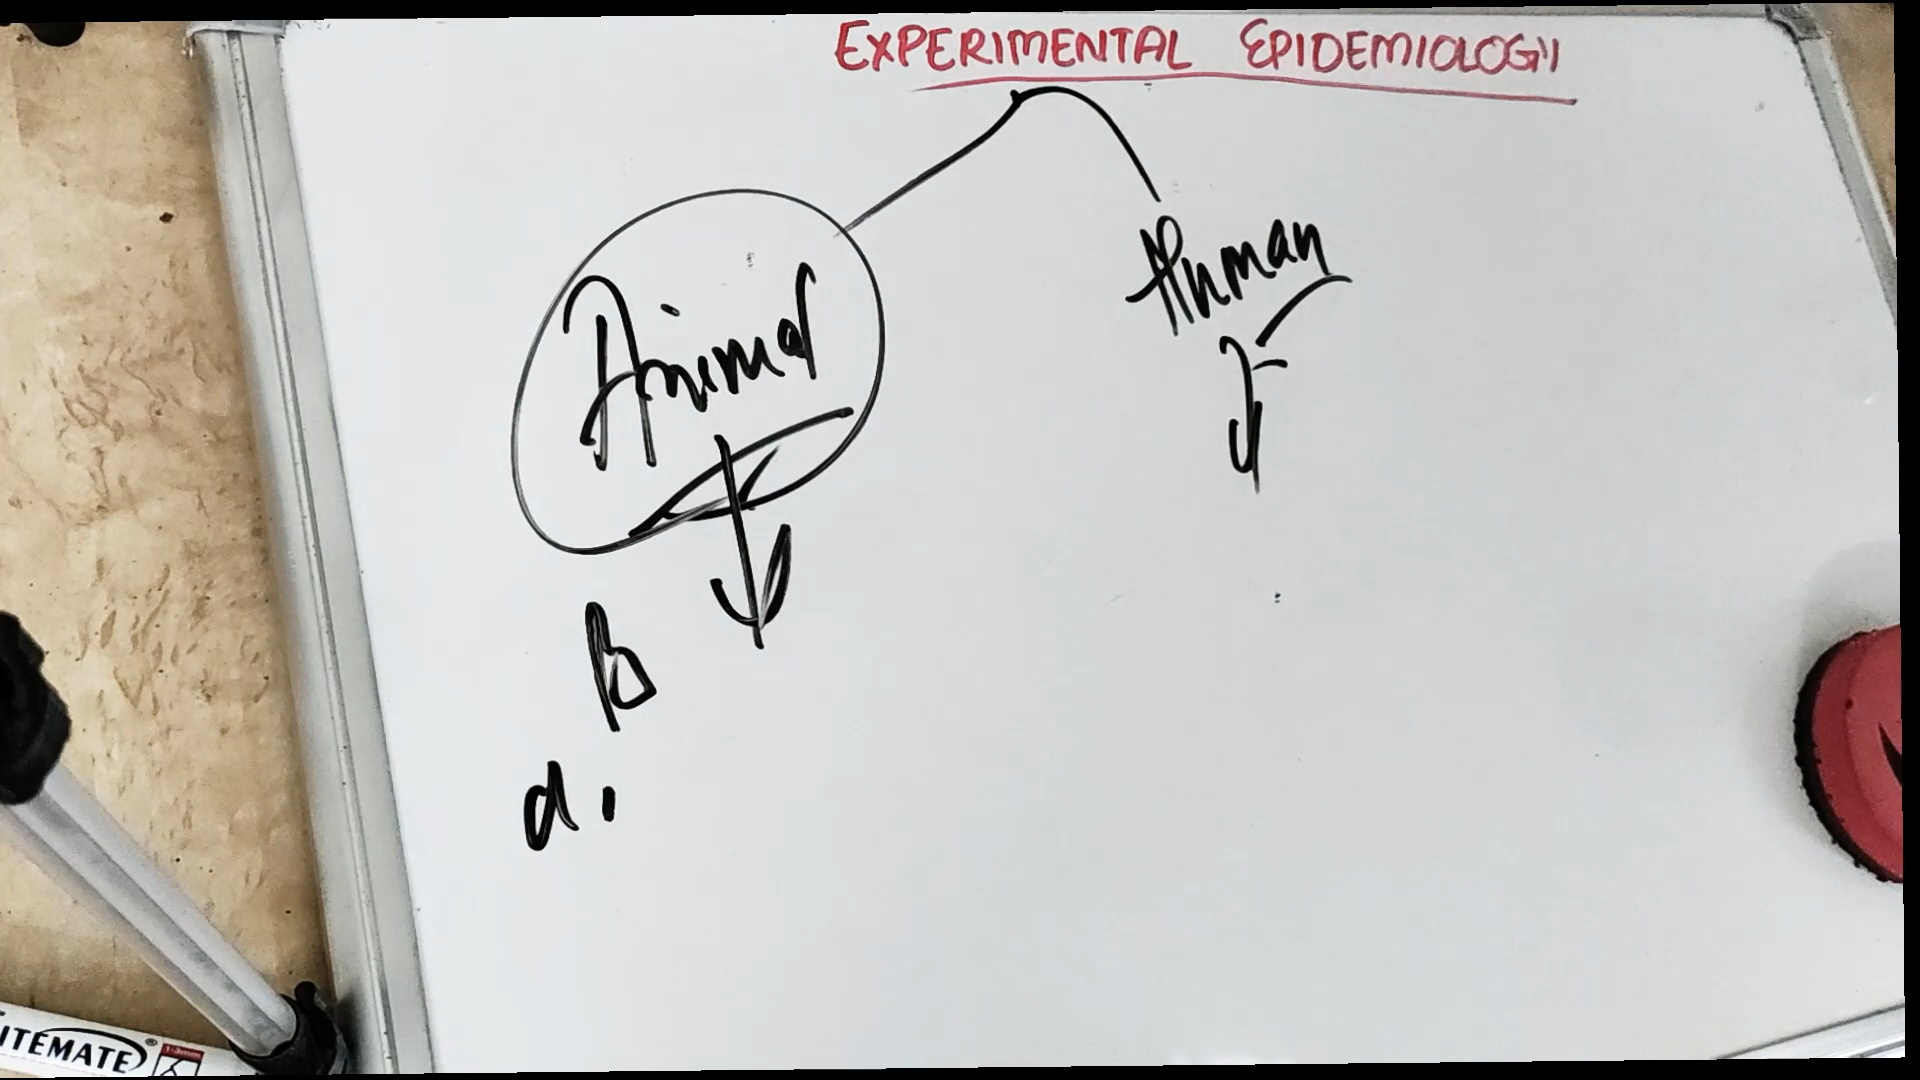 EXPERIMENTAL EPIDEMIOLOGY
Animal
Human
B
d.
ITEMATE®